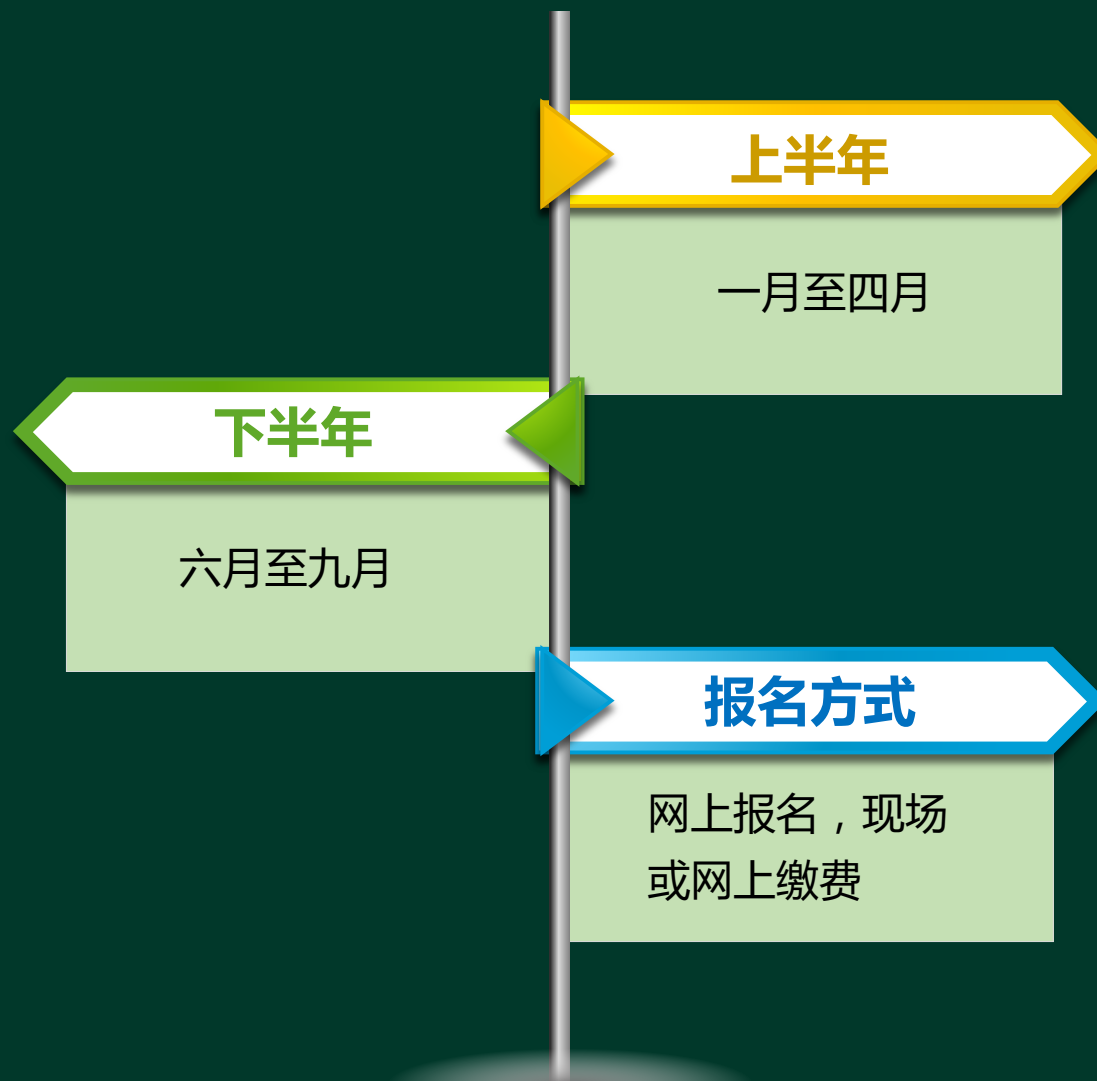 上半年
一月至四月
下半年
六月至九月
报名方式
网上报名，现场
或网上缴费